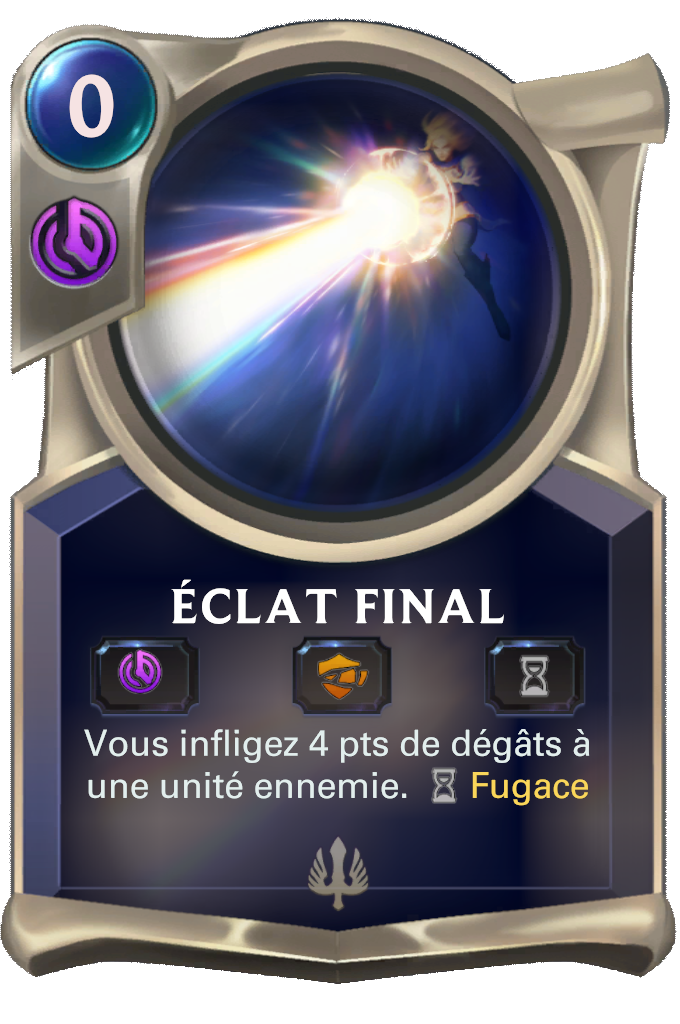 0
ÉCLAT FINAL
Vous infligez 4 pts de dégâts à
une unité ennemie. Fugace